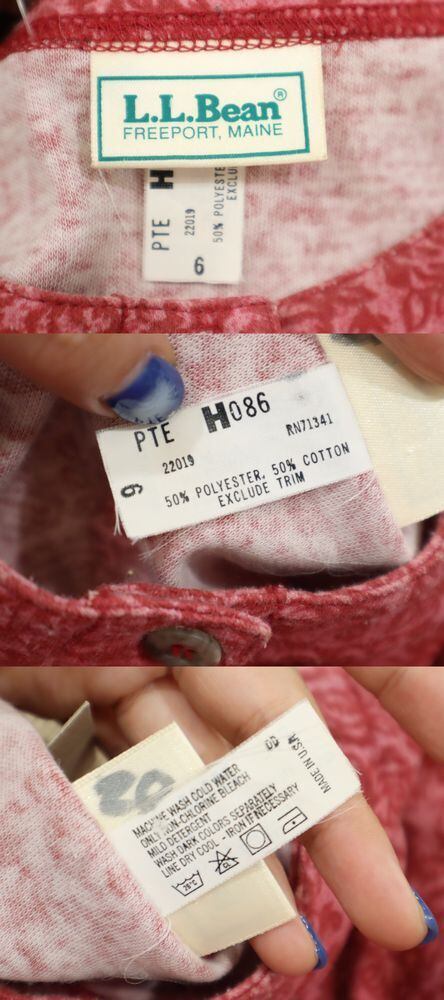 L.L.Bean®
FREEPORT, MAINE
PTE H
22019
50% POLYESTE
EXCLU
6
PTE H086
22019 RN71341
6
50% POLYESTER, 50% COTTON
EXCLUDE TRIM
DD
MADE IN U.S.A.
MACHINE WASH COLD WATER
ONLY NON-CHLORINE BLEACH
MILD DETERGENT
WASH DARK COLORS SEPARATELY
LINE DRY COOL - IRON IF NECESSARY